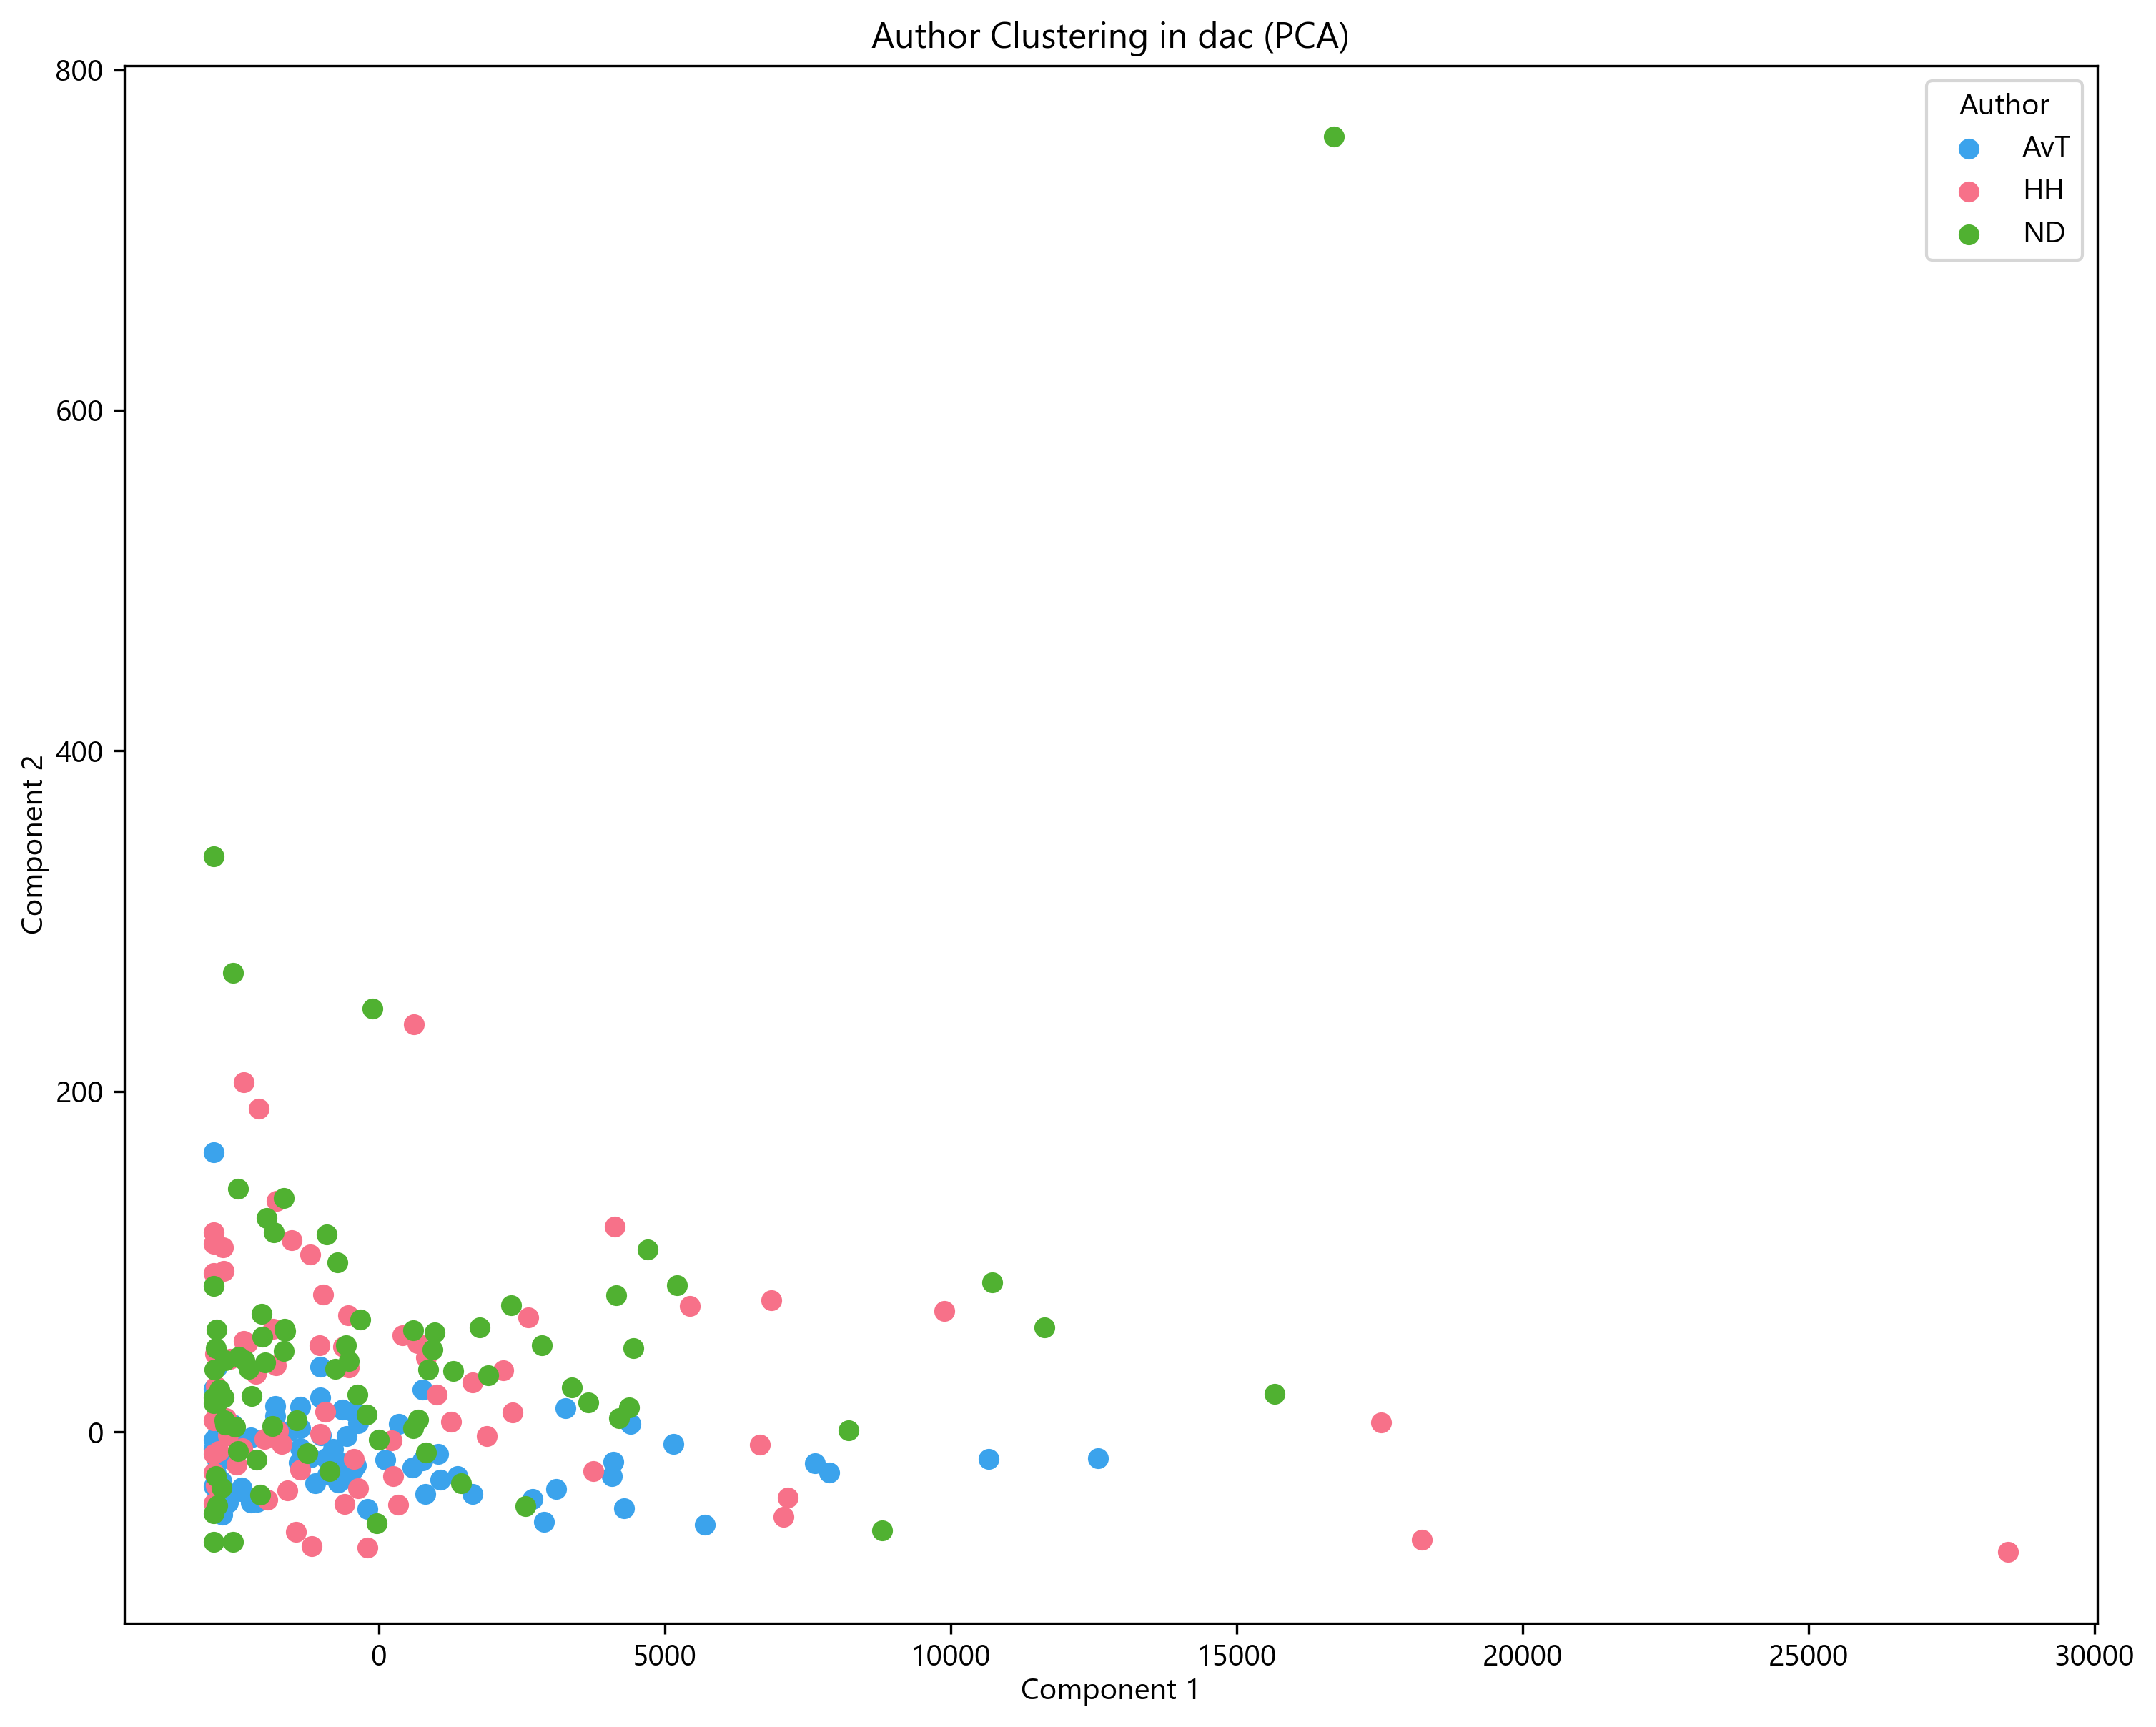 Author Clustering in dac (PCA)
800
600
400
200
0
Component 2
Author
AvT
HH
ND
0
5000
10000
15000
20000
25000
30000
Component 1